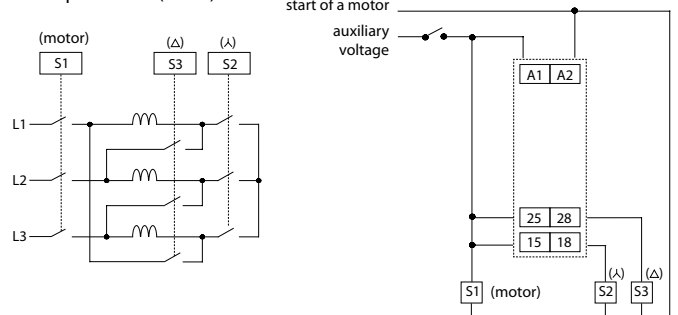 start of a motor
auxiliary
voltage
(motor) (△) (⅄)
S1 S3 S2
L1
L2
L3
A1 A2
25 28
15 18
(⅄) (△)
S1 (motor) S2 S3